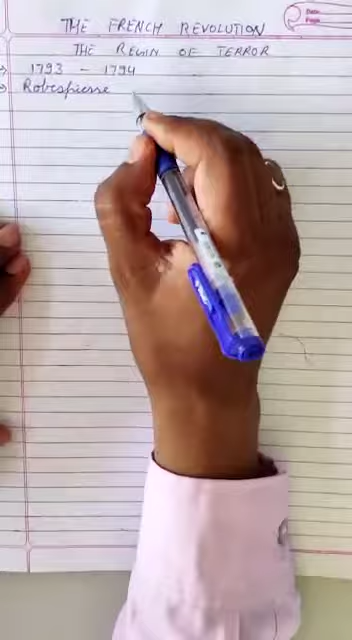 THE FRENCH REVOLUTION
THE REIGN OF TERROR
→ 1793 - 1794
→ Robespierre